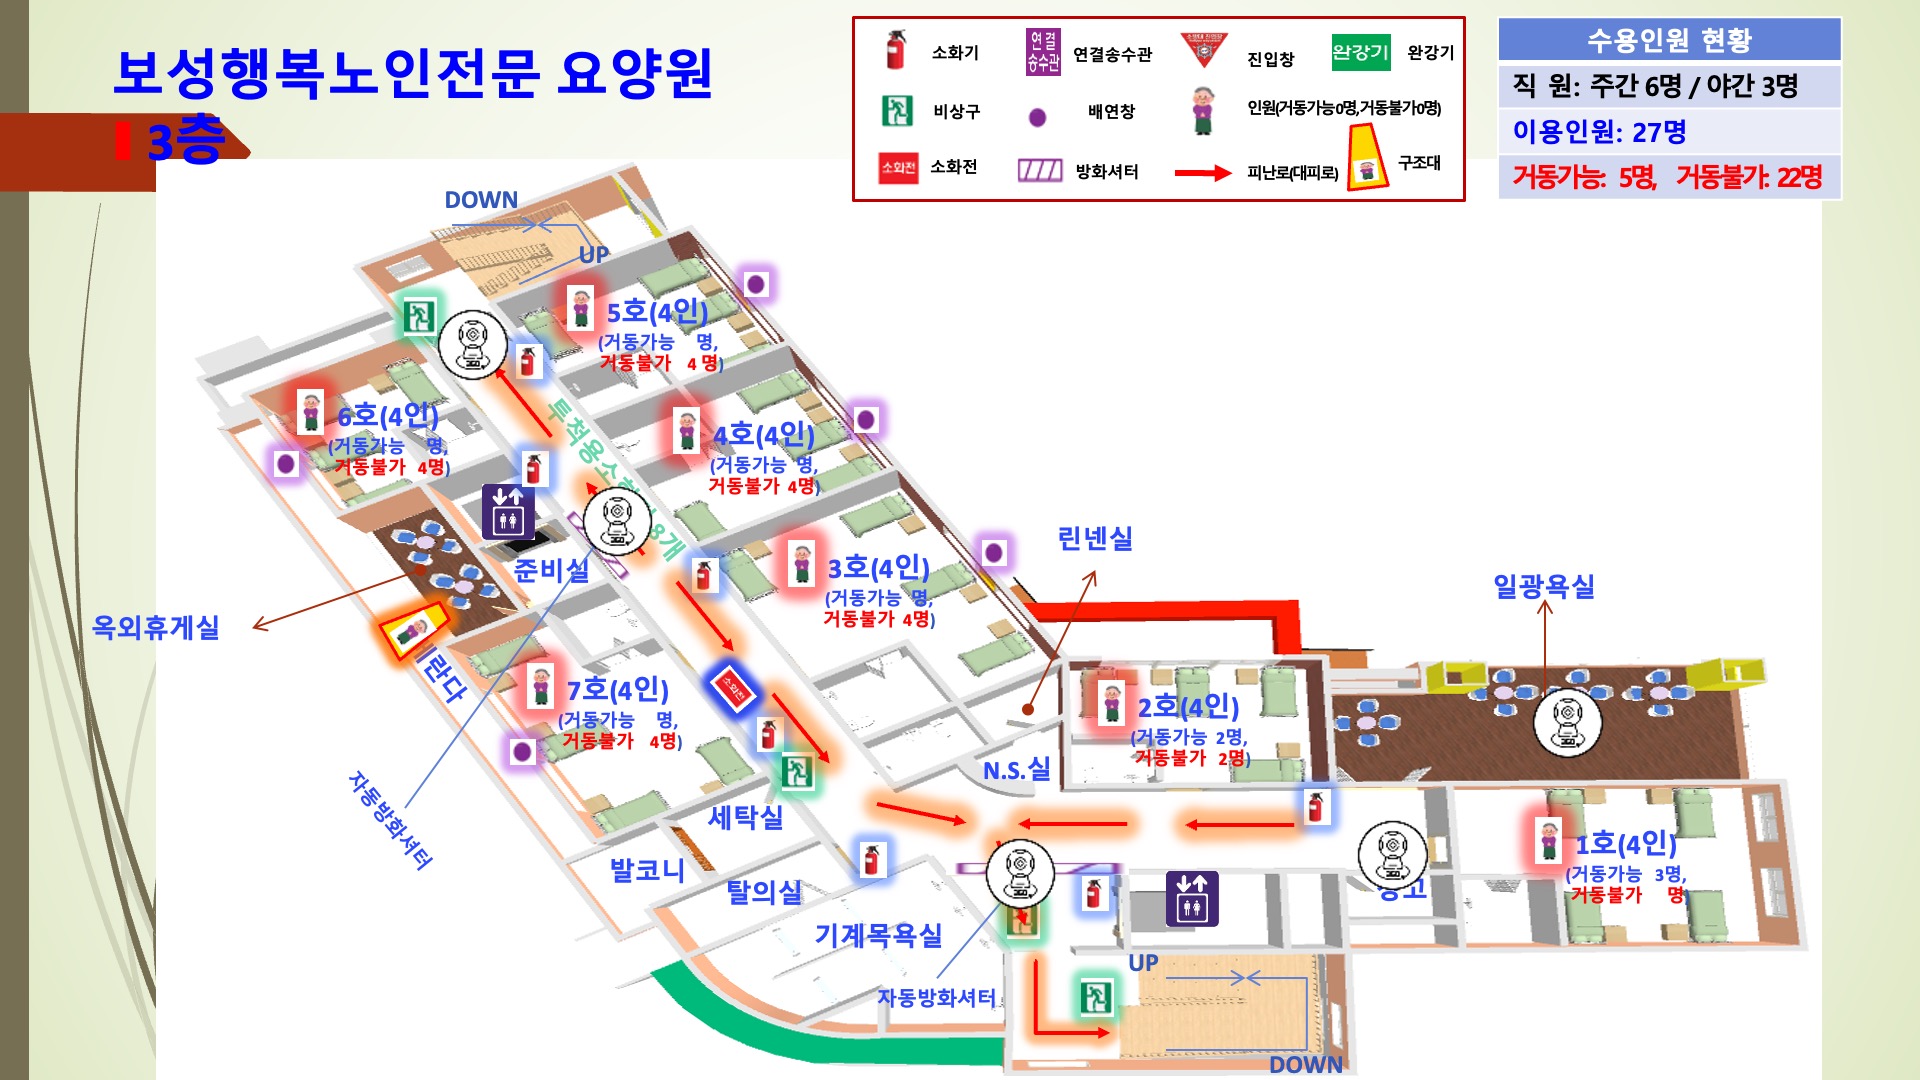 보성행복노인전문 요양원
3층
소화기
연결
송수관
연결송수관
진입창
완강기
완강기
비상구
배연창
인원(거동가능0명,거동불가0명)
소화전
소화전
방화셔터
피난로(대피로)
구조대
수용인원 현황
직 원: 주간 6명 / 야간 3명
이용인원: 27명
거동가능: 5명, 거동불가: 22명
DOWN
UP
5호(4인)
(거동가능 명,
거동불가 4 명)
6호(4인)
(거동가능 명,
거동불가 4명)
4호(4인)
(거동가능 명,
거동불가 4명)
3호(4인)
(거동가능 명,
거동불가 4명)
준비실
린넨실
일광욕실
옥외휴게실
란다
7호(4인)
(거동가능 명,
거동불가 4명)
소화전
2호(4인)
(거동가능 2명,
거동불가 2명)
N.S.실
자동방화셔터
세탁실
발코니
탈의실
기계목욕실
자동방화셔터
1호(4인)
(거동가능 3명,
거동불가 명)
UP
DOWN